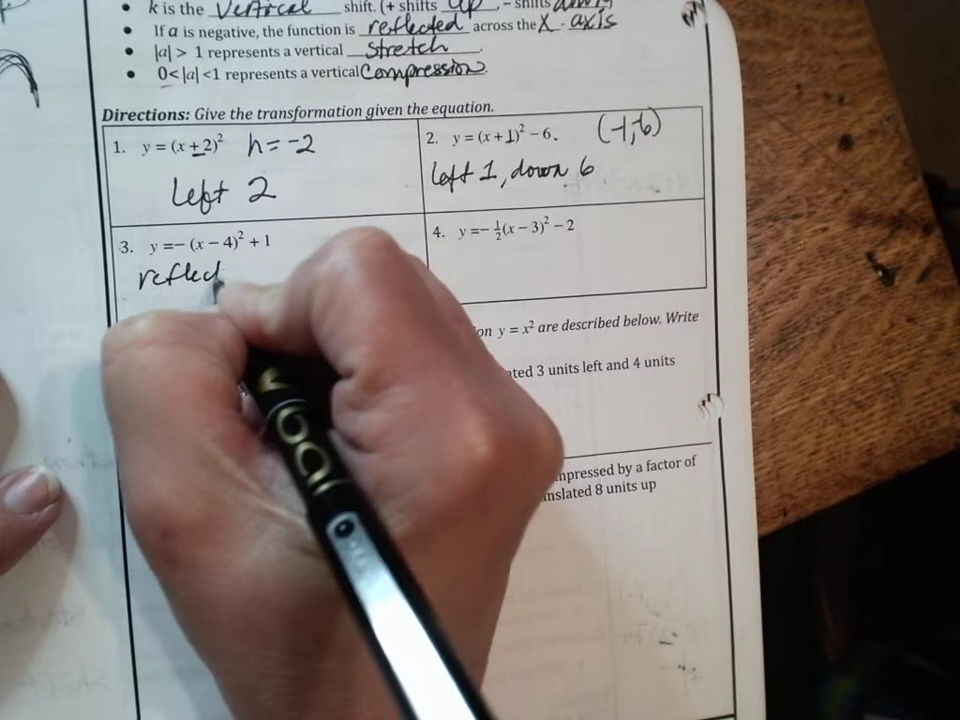 k is the Vertical shift. (+ shifts up, - shifts down)
If a is negative, the function is reflected across the X - axis
|a| > 1 represents a vertical stretch.
0 < |a| <1 represents a vertical Compression.
Directions: Give the transformation given the equation.
1. y = (x + 2)² h = -2
left 2
2. y = (x + 1)² – 6. (-1,6)
left 1, down 6
3. y =– (x – 4)² + 1
reflect
4. y =– ½(x – 3)² – 2
on y = x² are described below. Write
ated 3 units left and 4 units
mpressed by a factor of
nslated 8 units up